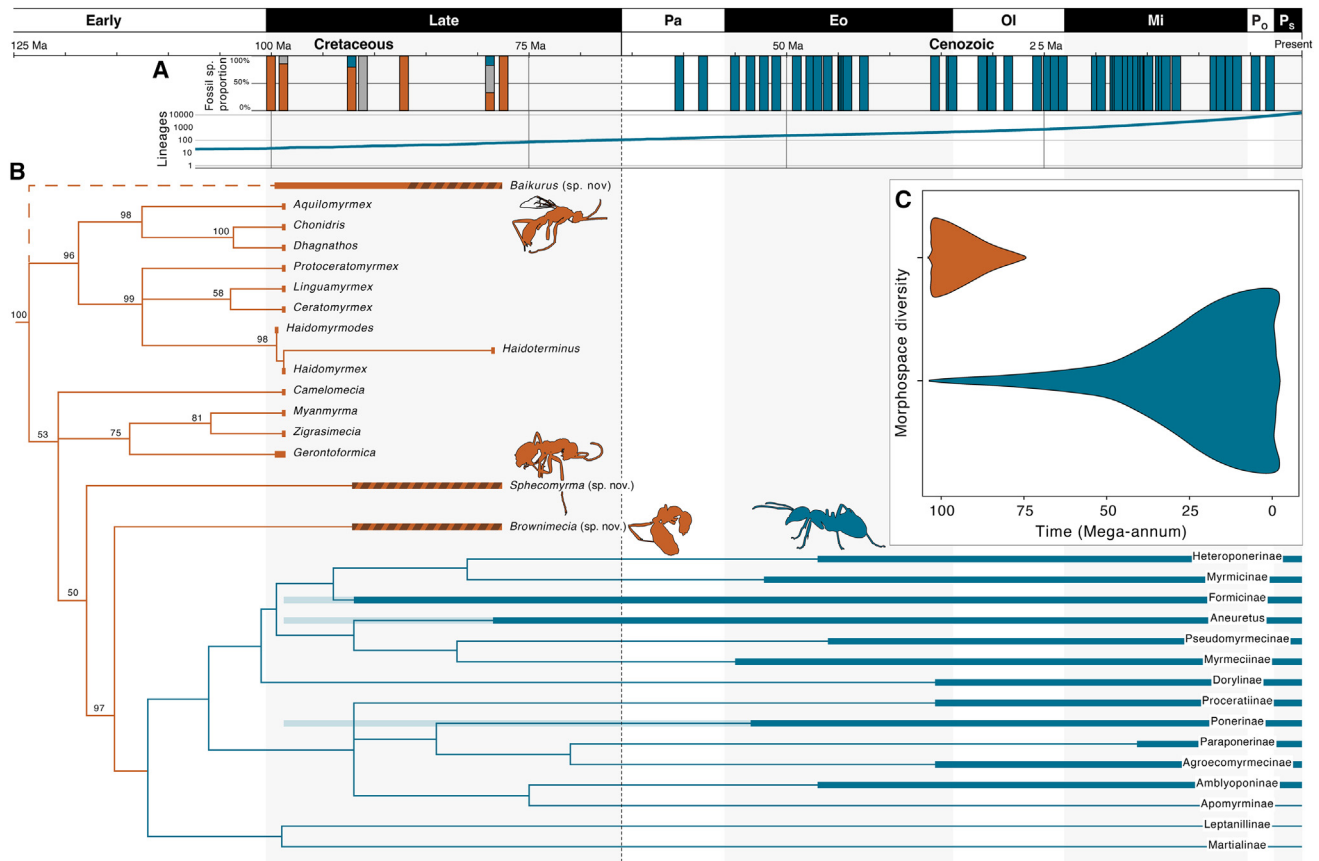 Early Late Pa Eo Ol Mi Po Ps
125 Ma 100 Ma Cretaceous 75 Ma 50 Ma Cenozoic 25 Ma Present
A
Fossil sp.
proportion
100%
50%
0%
Lineages
10000
1000
100
10
1
B
Baikurus (sp. nov)
Aquilomyrmex
98
Chonidris
100
Dhagnathos
96
Protoceratomyrmex
Linguamyrmex
99
58
Ceratomyrmex
100
Haidomyrmodes
98
Haidoterminus
Haidomyrmex
Camelomecia
Myanmyrma
81
53
75
Zigrasimecia
Gerontoformica
Sphecomyrma (sp. nov.)
Brownimecia (sp. nov.)
50
97
Heteroponerinae
Myrmicinae
Formicinae
Aneuretus
Pseudomyrmecinae
Myrmeciinae
Dorylinae
Proceratiinae
Ponerinae
Paraponerinae
Agroecomyrmecinae
Amblyoponinae
Apomyrminae
Leptanillinae
Martialinae
C
Morphospace diversity
100 75 50 25 0
Time (Mega-annum)